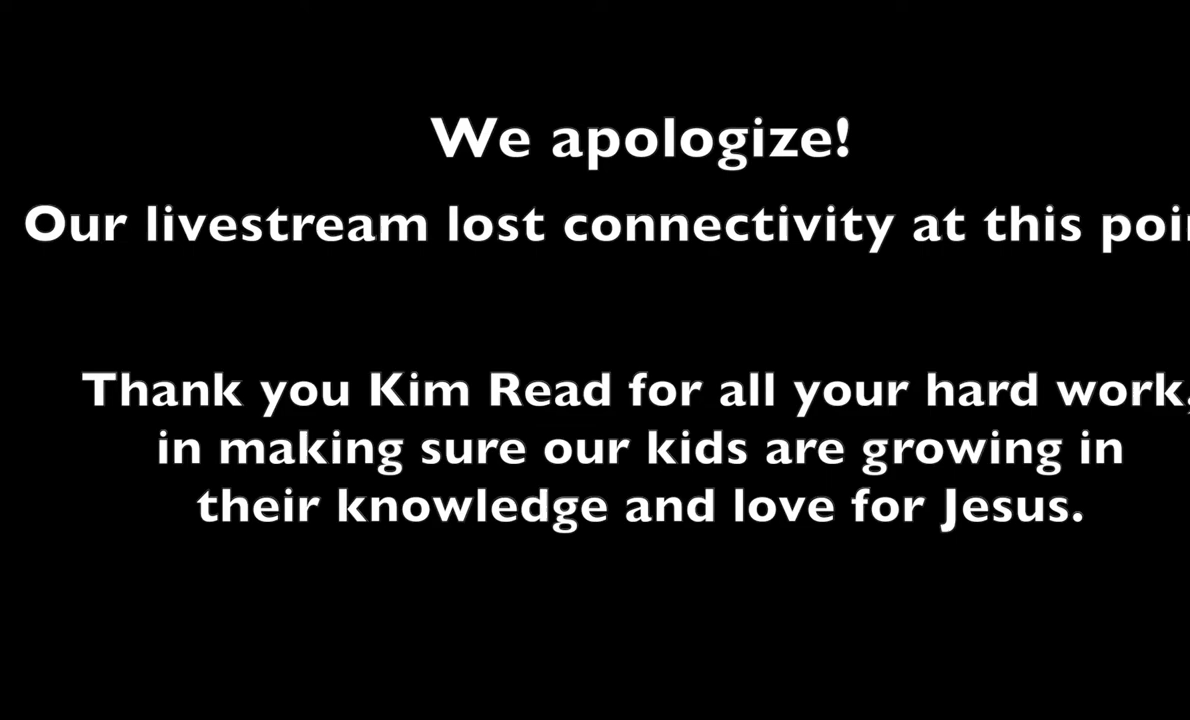 We apologize!
Our livestream lost connectivity at this
Thank you Kim Read for all your hard work,
in making sure our kids are growing in
their knowledge and love for Jesus.